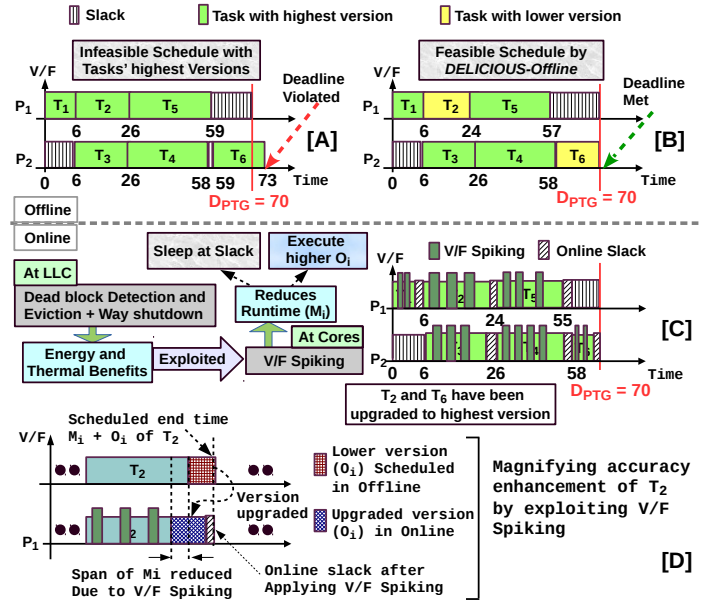 Slack
Task with highest version
Task with lower version
Infeasible Schedule with
Tasks' highest Versions
V/F
P1
T1
T2
T5
6
26
59
Deadline
Violated
[A]
P2
T3
T4
T6
0
6
26
58
59
73
Time
DPTG = 70
Feasible Schedule by
DELICIOUS-Offline
V/F
P1
T1
T2
T5
6
24
57
Deadline
Met
[B]
P2
T3
T4
T6
0
6
26
58
Time
DPTG = 70
Offline
Online
At LLC
Dead block Detection and
Eviction + Way shutdown
Energy and
Thermal Benefits
Exploited
Sleep at Slack
Execute
higher Oi
Reduces
Runtime (Mi)
At Cores
V/F Spiking
V/F Spiking
Online Slack
P1
2
T5
6
24
55
[C]
P2
T4
0
6
26
58
Time
DPTG = 70
T2 and T6 have been
upgraded to highest version
Scheduled end time
Mi + Oi of T2
V/F
T2
Version
upgraded
P1
2
Span of Mi reduced
Due to V/F Spiking
Online slack after
Applying V/F Spiking
Lower version
(Oi) Scheduled
in Offline
Upgraded version
(Oi) in Online
Magnifying accuracy
enhancement of T2
by exploiting V/F
Spiking
[D]